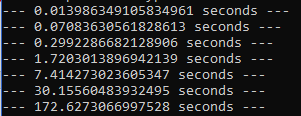 --- 0.013986349105834961 seconds ---
--- 0.07083630561828613 seconds ---
--- 0.2992286682128906 seconds ---
--- 1.7203013896942139 seconds ---
--- 7.414273023605347 seconds ---
--- 30.15560483932495 seconds ---
--- 172.6273066997528 seconds ---